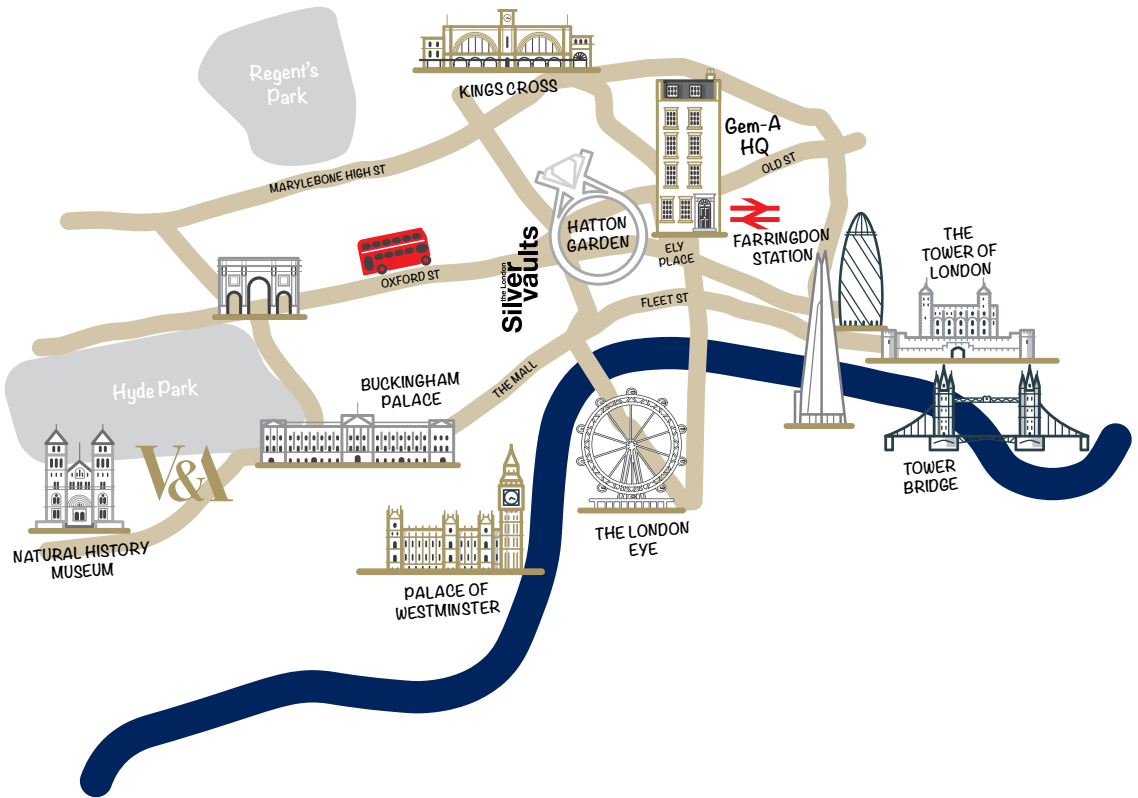 Regent's
Park
KINGS CROSS
Gem-A
HQ
OLD ST
MARYLEBONE HIGH ST
HATTON
GARDEN
ELY
PLACE
FARRINGDON
STATION
THE
TOWER OF
LONDON
OXFORD ST
the London
Silver
vaults
FLEET ST
THE MALL
Hyde Park
BUCKINGHAM
PALACE
V&A
TOWER
BRIDGE
NATURAL HISTORY
MUSEUM
THE LONDON
EYE
PALACE OF
WESTMINSTER